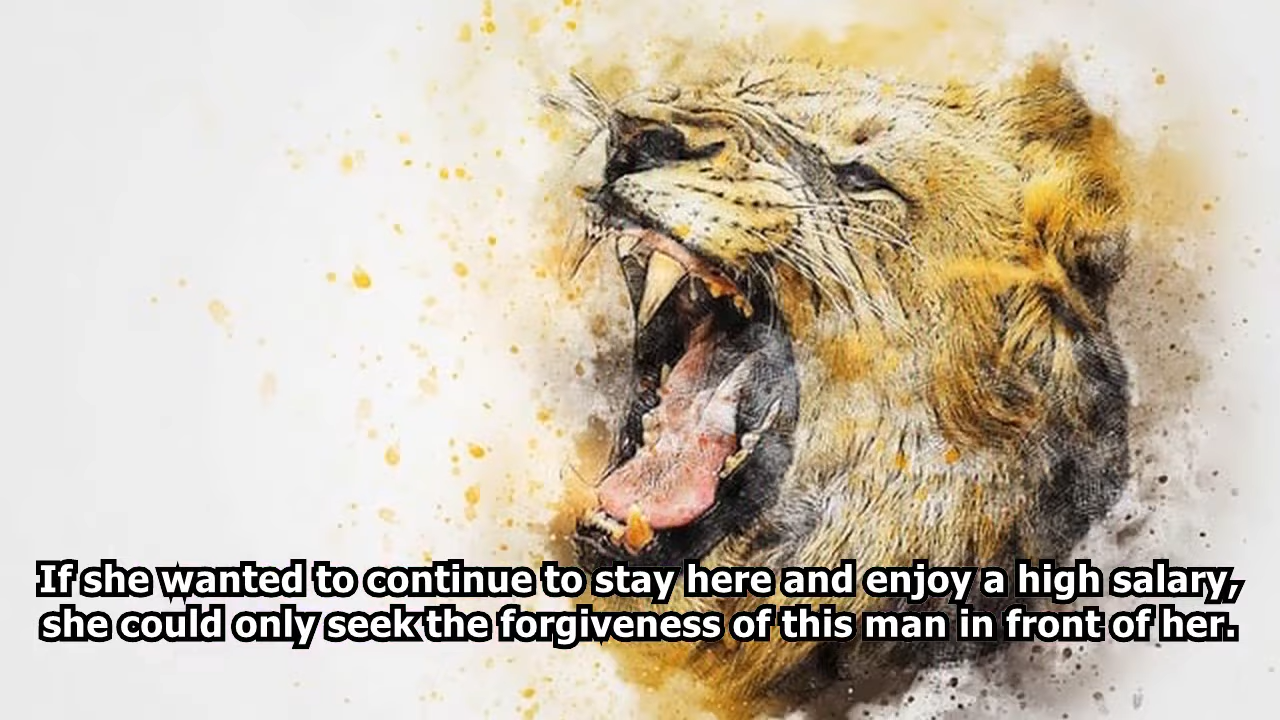 If she wanted to continue to stay here and enjoy a high salary,
she could only seek the forgiveness of this man in front of her.